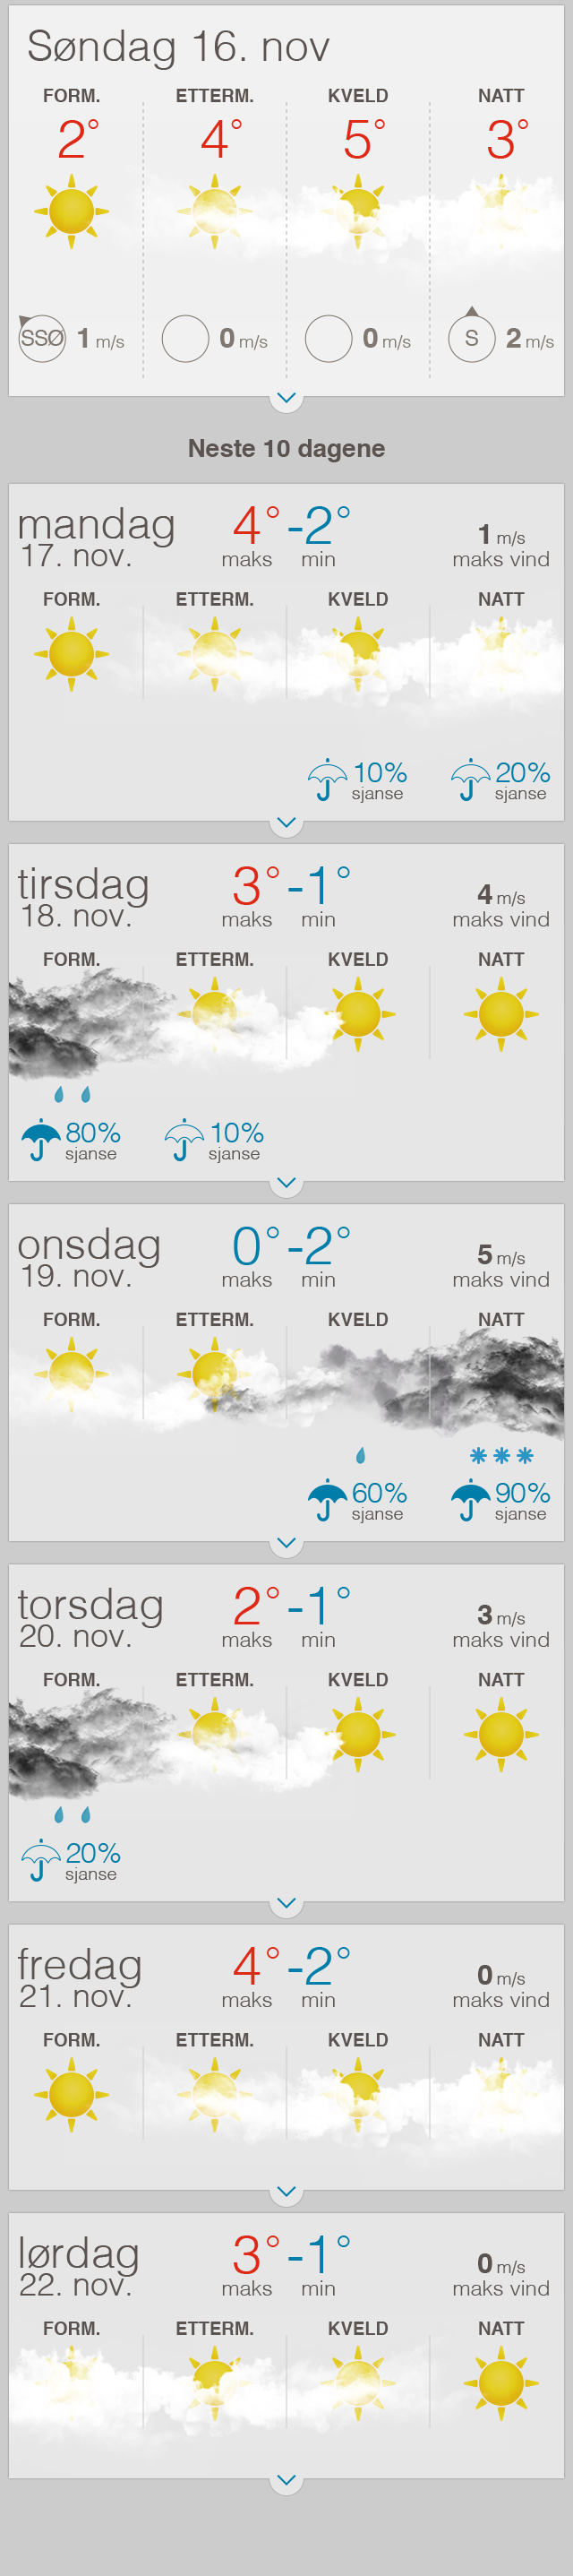 Søndag 16. nov
FORM. ETTERM. KVELD NATT
2° 4° 5° 3°
SSØ 1 m/s 0 m/s 0 m/s S 2 m/s
Neste 10 dagene
mandag 4° -2° 1 m/s
17. nov. maks min maks vind
FORM. ETTERM. KVELD NATT
10% 20%
sjanse sjanse
tirsdag 3° -1° 4 m/s
18. nov. maks min maks vind
FORM. ETTERM. KVELD NATT
80% 10%
sjanse sjanse
onsdag 0° -2° 5 m/s
19. nov. maks min maks vind
FORM. ETTERM. KVELD NATT
60% 90%
sjanse sjanse
torsdag 2° -1° 3 m/s
20. nov. maks min maks vind
FORM. ETTERM. KVELD NATT
20%
sjanse
fredag 4° -2° 0 m/s
21. nov. maks min maks vind
FORM. ETTERM. KVELD NATT
lørdag 3° -1° 0 m/s
22. nov. maks min maks vind
FORM. ETTERM. KVELD NATT